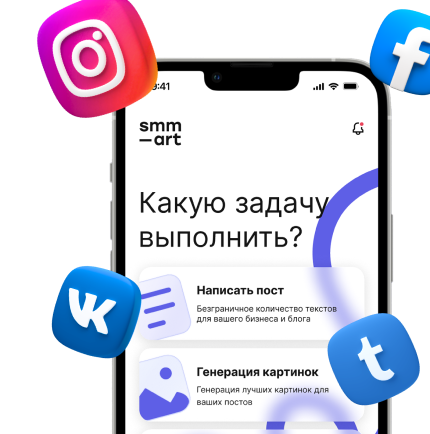 9:41
smm
—art
Какую задачу
выполнить?
Написать пост
Безграничное количество текстов
для вашего бизнеса и блога
Генерация картинок
Генерация лучших картинок для
ваших постов